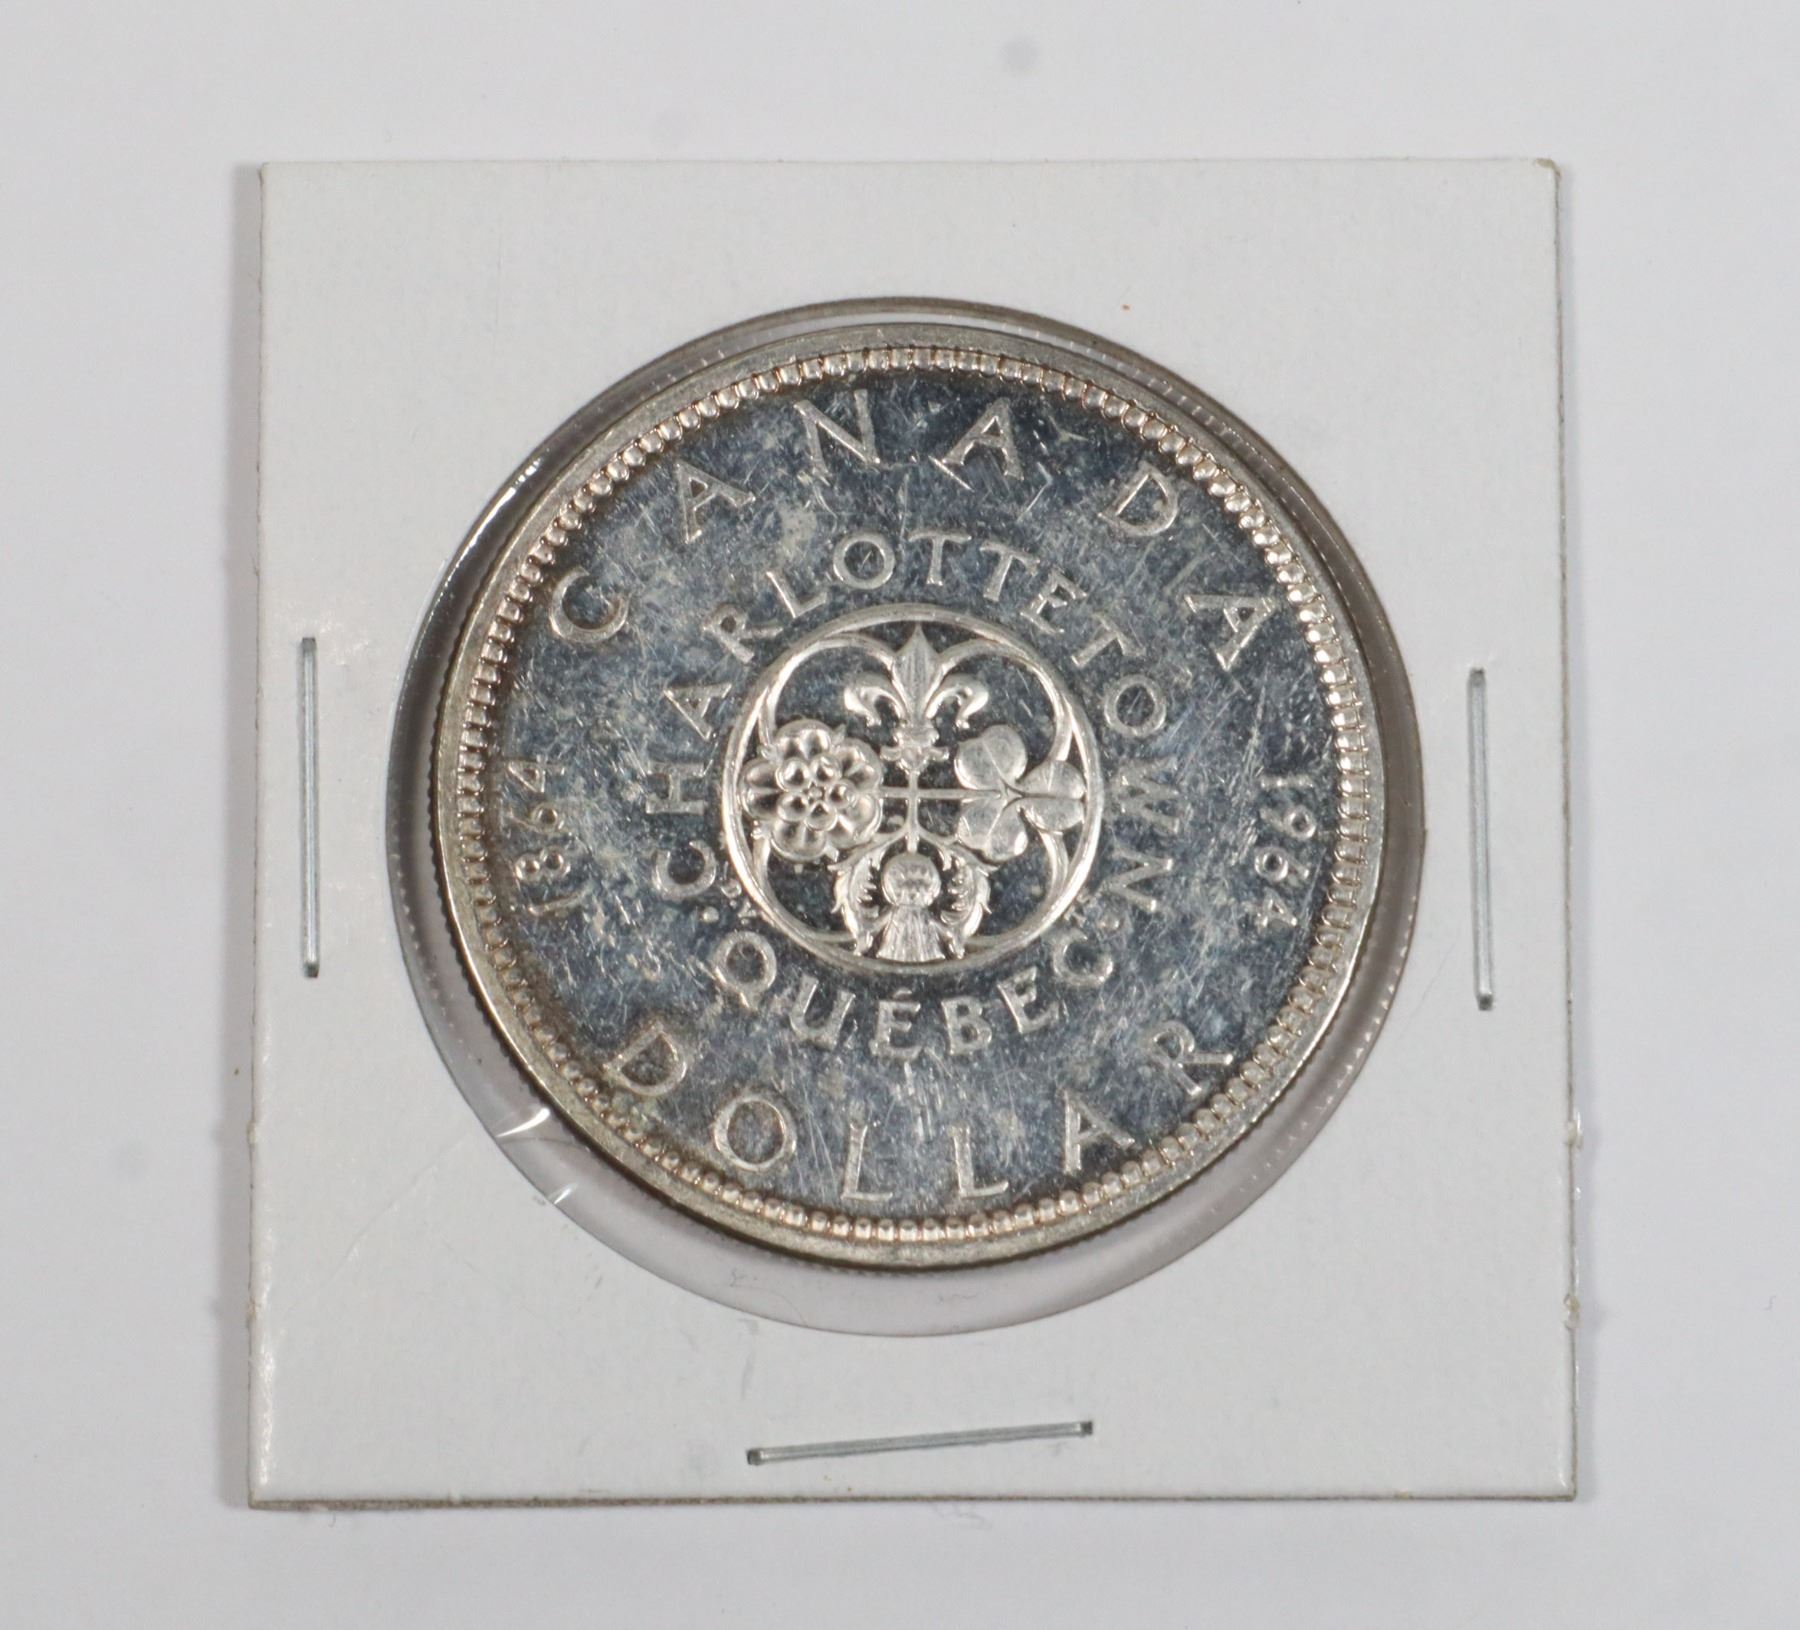 CANADA
CHARLOTTETOWN
1864
1964
QUÉBEC
DOLLAR